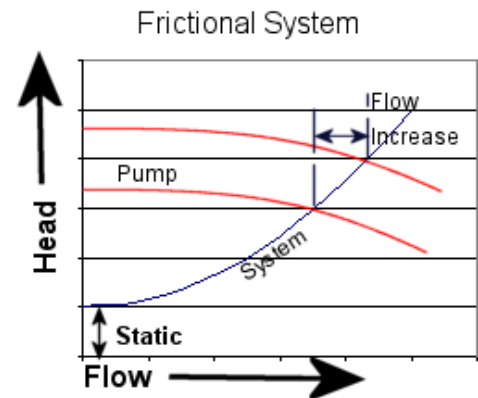 Frictional System
Flow
Increase
Pump
System
Head
Static
Flow